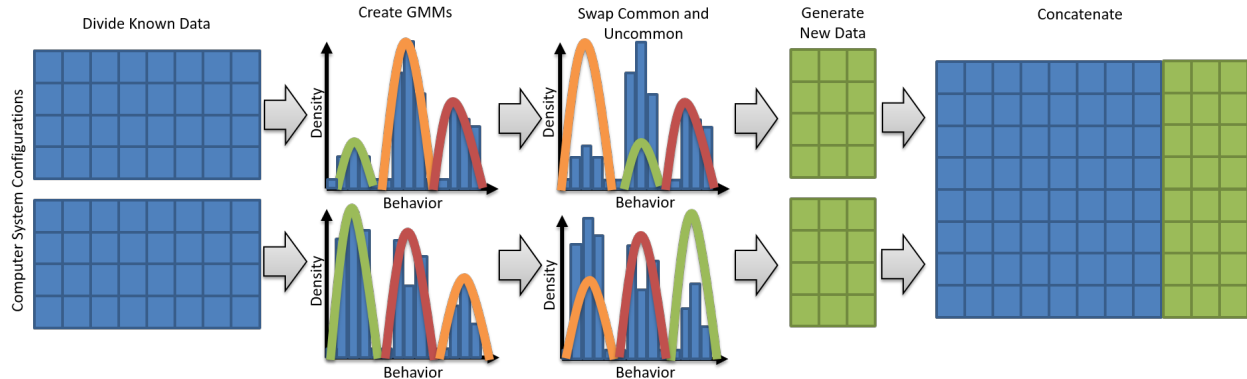 Divide Known Data
Create GMMs
Swap Common and
Uncommon
Generate
New Data
Concatenate
Computer System Configurations
Density
Behavior
Density
Behavior
Density
Behavior
Density
Behavior